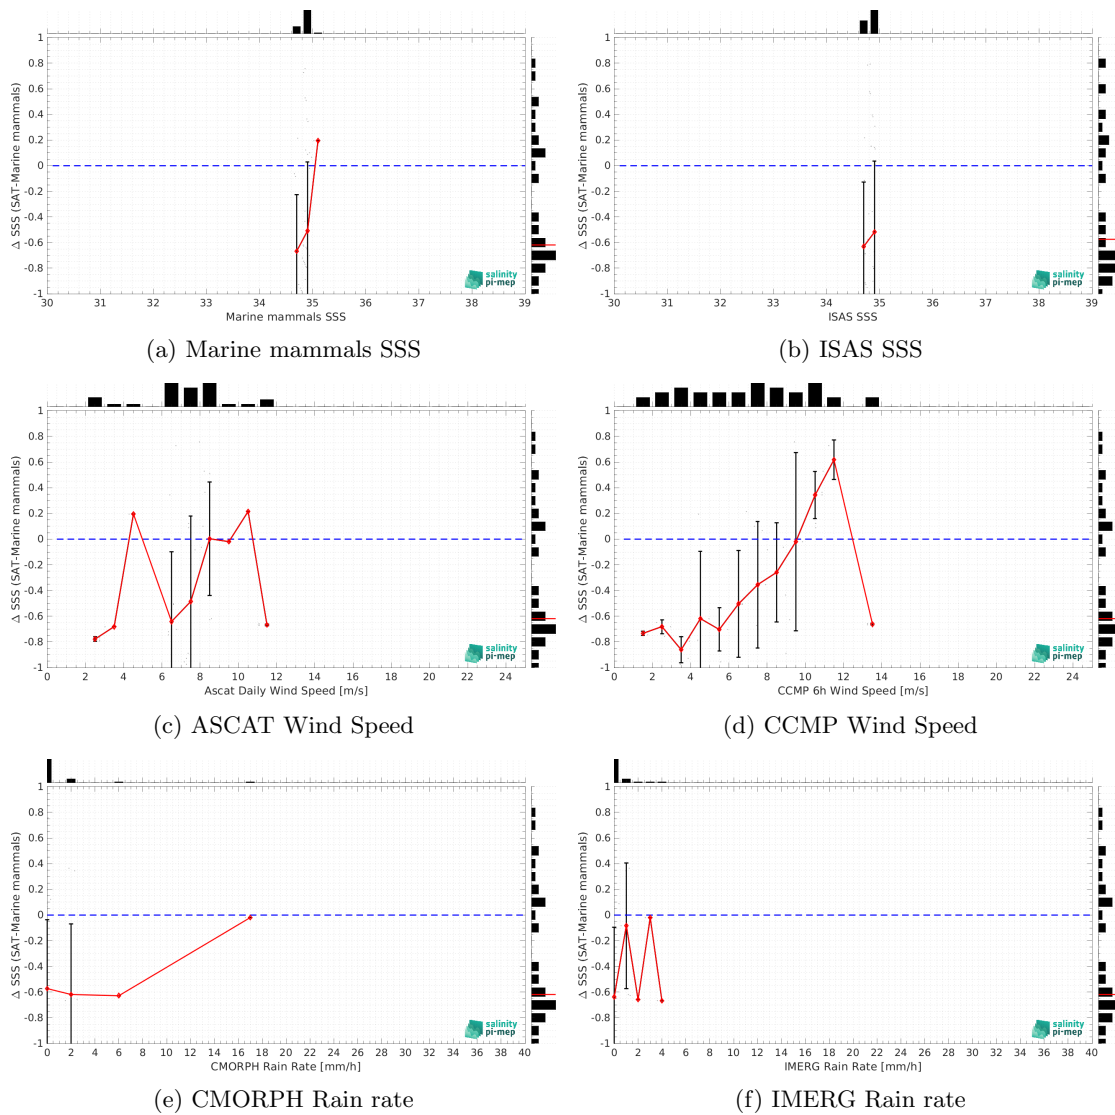 Δ SSS (SAT-Marine mammals)
1
0.8
0.6
0.4
0.2
0
-0.2
-0.4
-0.6
-0.8
-1
salinity
pi-mep
30 31 32 33 34 35 36 37 38 39
Marine mammals SSS
(a) Marine mammals SSS
Δ SSS (SAT-Marine mammals)
1
0.8
0.6
0.4
0.2
0
-0.2
-0.4
-0.6
-0.8
-1
salinity
pi-mep
30 31 32 33 34 35 36 37 38 39
ISAS SSS
(b) ISAS SSS
Δ SSS (SAT-Marine mammals)
1
0.8
0.6
0.4
0.2
0
-0.2
-0.4
-0.6
-0.8
-1
salinity
pi-mep
0 2 4 6 8 10 12 14 16 18 20 22 24
Ascat Daily Wind Speed [m/s]
(c) ASCAT Wind Speed
Δ SSS (SAT-Marine mammals)
1
0.8
0.6
0.4
0.2
0
-0.2
-0.4
-0.6
-0.8
-1
salinity
pi-mep
0 2 4 6 8 10 12 14 16 18 20 22 24
CCMP 6h Wind Speed [m/s]
(d) CCMP Wind Speed
Δ SSS (SAT-Marine mammals)
1
0.8
0.6
0.4
0.2
0
-0.2
-0.4
-0.6
-0.8
-1
salinity
pi-mep
0 2 4 6 8 10 12 14 16 18 20 22 24 26 28 30 32 34 36 38 40
CMORPH Rain Rate [mm/h]
(e) CMORPH Rain rate
Δ SSS (SAT-Marine mammals)
1
0.8
0.6
0.4
0.2
0
-0.2
-0.4
-0.6
-0.8
-1
salinity
pi-mep
0 2 4 6 8 10 12 14 16 18 20 22 24 26 28 30 32 34 36 38 40
IMERG Rain Rate [mm/h]
(f) IMERG Rain rate